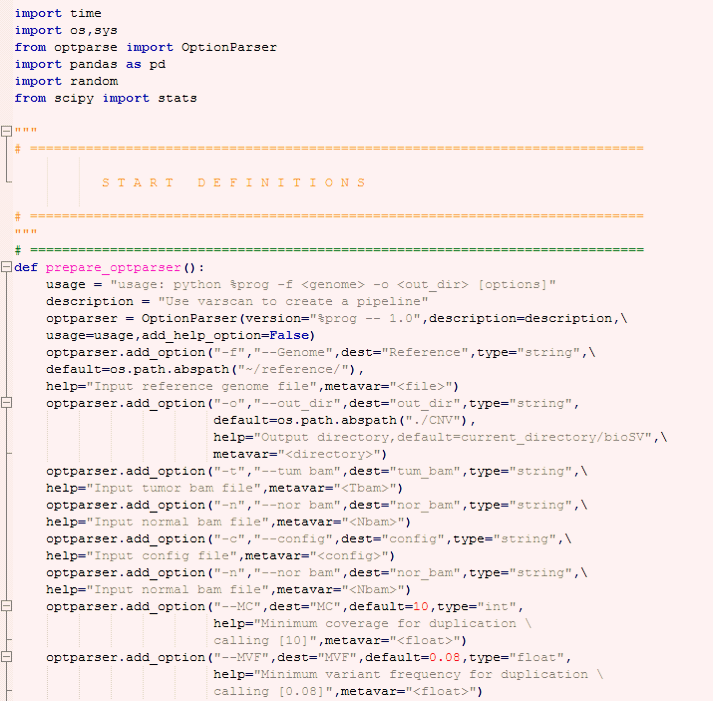 import time
import os,sys
from optparse import OptionParser
import pandas as pd
import random
from scipy import stats
"""
# =============================================================================
S T A R T   D E F I N I T I O N S
# =============================================================================
"""
# =============================================================================
def prepare_optparser():
    usage = "usage: python %prog -f <genome> -o <out_dir> [options]"
    description = "Use varscan to create a pipeline"
    optparser = OptionParser(version="%prog -- 1.0",description=description,\
    usage=usage,add_help_option=False)
    optparser.add_option("-f","--Genome",dest="Reference",type="string",\
    default=os.path.abspath("~/reference/"),
    help="Input reference genome file",metavar="<file>")
    optparser.add_option("-o","--out_dir",dest="out_dir",type="string",
                         default=os.path.abspath("./CNV"),
                         help="Output directory,default=current_directory/bioSV",\
                         metavar="<directory>")
    optparser.add_option("-t","--tum bam",dest="tum_bam",type="string",\
    help="Input tumor bam file",metavar="<Tbam>")
    optparser.add_option("-n","--nor bam",dest="nor_bam",type="string",\
    help="Input normal bam file",metavar="<Nbam>")
    optparser.add_option("-c","--config",dest="config",type="string",\
    help="Input config file",metavar="<config>")
    optparser.add_option("-n","--nor bam",dest="nor_bam",type="string",\
    help="Input normal bam file",metavar="<Nbam>")
    optparser.add_option("--MC",dest="MC",default=10,type="int",
                         help="Minimum coverage for duplication \
                         calling [10]",metavar="<float>")
    optparser.add_option("--MVF",dest="MVF",default=0.08,type="float",
                         help="Minimum variant frequency for duplication \
                         calling [0.08]",metavar="<float>")